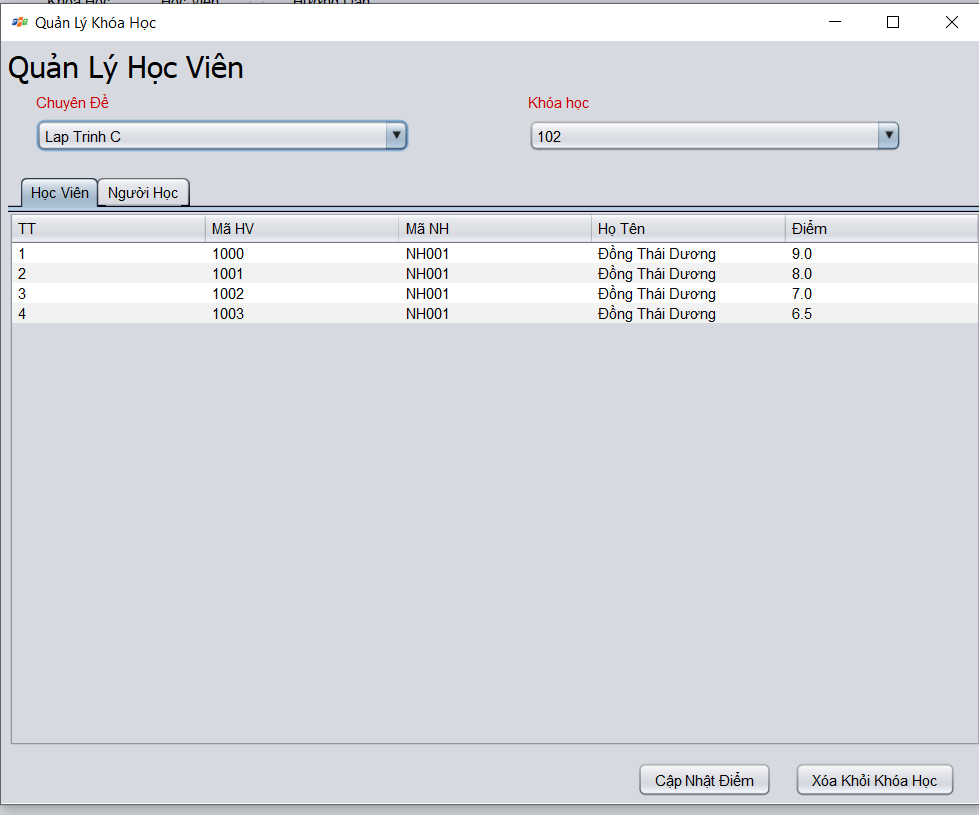 Quản Lý Khóa Học
Quản Lý Học Viên
Chuyên Đề Khóa học
Lap Trinh C 102
Học Viên Người Học
TT Mã HV Mã NH Họ Tên Điểm
1 1000 NH001 Đồng Thái Dương 9.0
2 1001 NH001 Đồng Thái Dương 8.0
3 1002 NH001 Đồng Thái Dương 7.0
4 1003 NH001 Đồng Thái Dương 6.5
Cập Nhật Điểm Xóa Khỏi Khóa Học